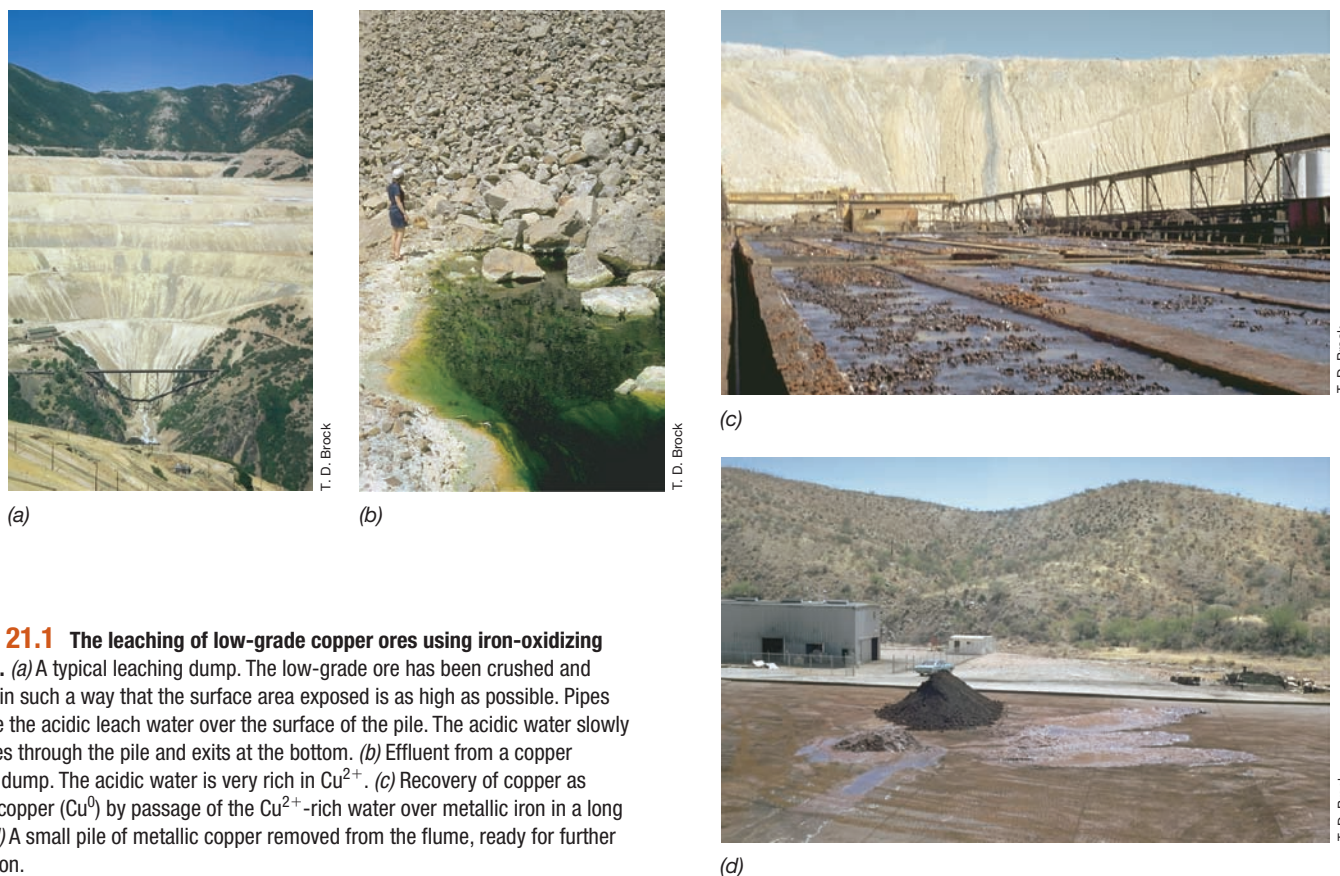 T. D. Brock
(a)
T. D. Brock
(b)
(c)
(d)
21.1 The leaching of low-grade copper ores using iron-oxidizing
. (a) A typical leaching dump. The low-grade ore has been crushed and
in such a way that the surface area exposed is as high as possible. Pipes
e the acidic leach water over the surface of the pile. The acidic water slowly
es through the pile and exits at the bottom. (b) Effluent from a copper
dump. The acidic water is very rich in Cu²⁺. (c) Recovery of copper as
copper (Cu⁰) by passage of the Cu²⁺-rich water over metallic iron in a long
) A small pile of metallic copper removed from the flume, ready for further
on.